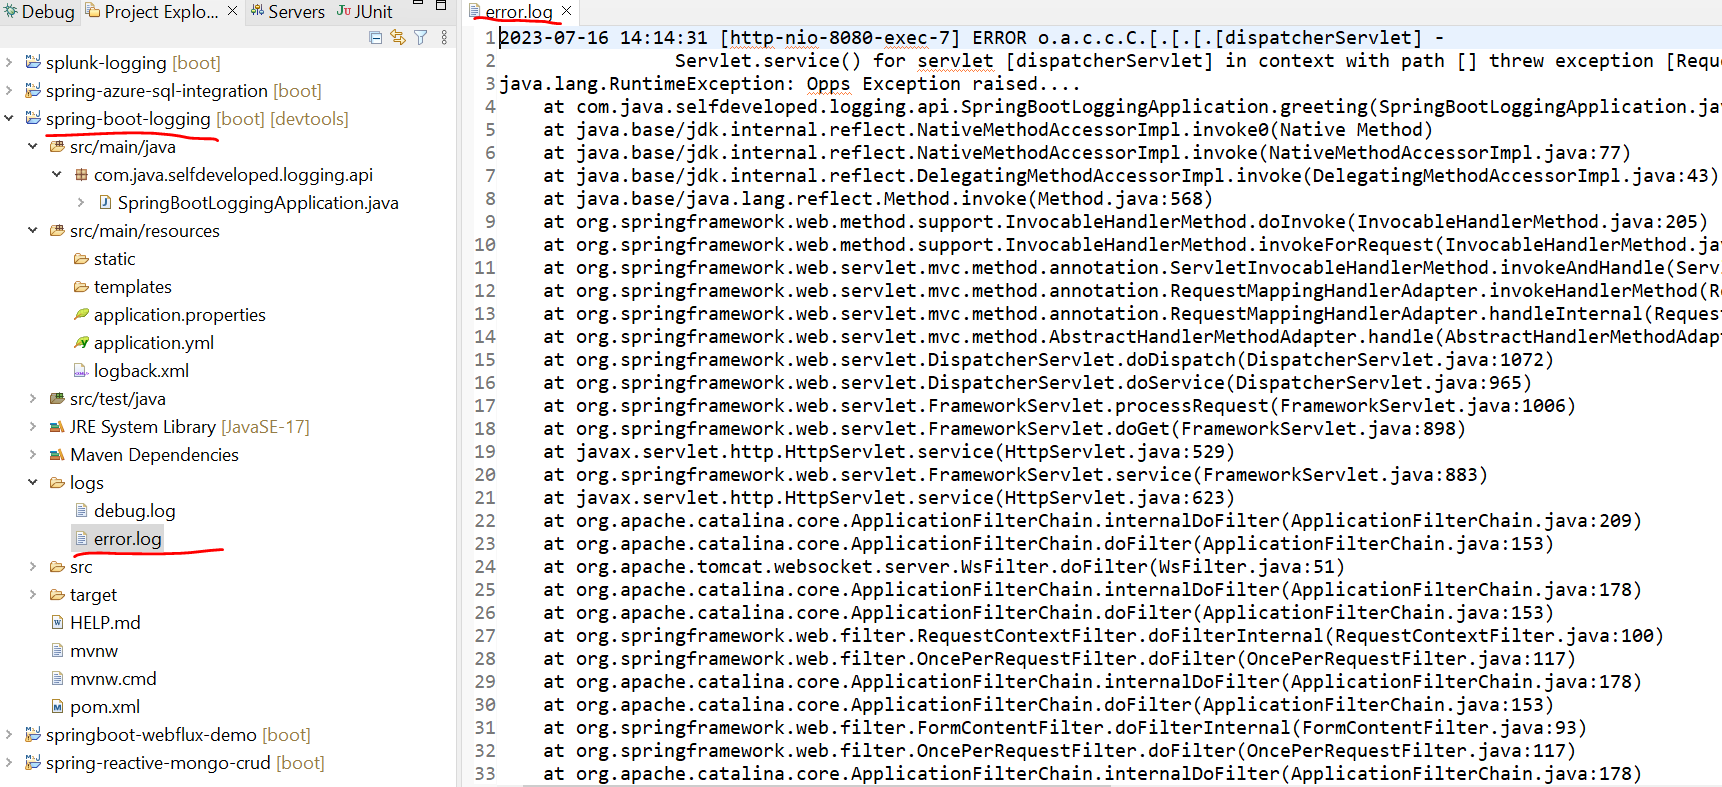 Debug Project Explo... Servers JUnit
splunk-logging [boot]
spring-azure-sql-integration [boot]
spring-boot-logging [boot] [devtools]
src/main/java
com.java.selfdeveloped.logging.api
SpringBootLoggingApplication.java
src/main/resources
static
templates
application.properties
application.yml
logback.xml
src/test/java
JRE System Library [JavaSE-17]
Maven Dependencies
logs
debug.log
error.log
src
target
HELP.md
mvnw
mvnw.cmd
pom.xml
springboot-webflux-demo [boot]
spring-reactive-mongo-crud [boot]
error.log
1 2023-07-16 14:14:31 [http-nio-8080-exec-7] ERROR o.a.c.c.C.[.[.[.[dispatcherServlet] -
2 Servlet.service() for servlet [dispatcherServlet] in context with path [] threw exception [Requ
3 java.lang.RuntimeException: Opps Exception raised....
4 at com.java.selfdeveloped.logging.api.SpringBootLoggingApplication.greeting(SpringBootLoggingApplication.jav
5 at java.base/jdk.internal.reflect.NativeMethodAccessorImpl.invoke0(Native Method)
6 at java.base/jdk.internal.reflect.NativeMethodAccessorImpl.invoke(NativeMethodAccessorImpl.java:77)
7 at java.base/jdk.internal.reflect.DelegatingMethodAccessorImpl.invoke(DelegatingMethodAccessorImpl.java:43)
8 at java.base/java.lang.reflect.Method.invoke(Method.java:568)
9 at org.springframework.web.method.support.InvocableHandlerMethod.doInvoke(InvocableHandlerMethod.java:205)
10 at org.springframework.web.method.support.InvocableHandlerMethod.invokeForRequest(InvocableHandlerMethod.jav
11 at org.springframework.web.servlet.mvc.method.annotation.ServletInvocableHandlerMethod.invokeAndHandle(Serv
12 at org.springframework.web.servlet.mvc.method.annotation.RequestMappingHandlerAdapter.invokeHandlerMethod(Re
13 at org.springframework.web.servlet.mvc.method.annotation.RequestMappingHandlerAdapter.handleInternal(Request
14 at org.springframework.web.servlet.mvc.method.AbstractHandlerMethodAdapter.handle(AbstractHandlerMethodAdapt
15 at org.springframework.web.servlet.DispatcherServlet.doDispatch(DispatcherServlet.java:1072)
16 at org.springframework.web.servlet.DispatcherServlet.doService(DispatcherServlet.java:965)
17 at org.springframework.web.servlet.FrameworkServlet.processRequest(FrameworkServlet.java:1006)
18 at org.springframework.web.servlet.FrameworkServlet.doGet(FrameworkServlet.java:898)
19 at javax.servlet.http.HttpServlet.service(HttpServlet.java:529)
20 at org.springframework.web.servlet.FrameworkServlet.service(FrameworkServlet.java:883)
21 at javax.servlet.http.HttpServlet.service(HttpServlet.java:623)
22 at org.apache.catalina.core.ApplicationFilterChain.internalDoFilter(ApplicationFilterChain.java:209)
23 at org.apache.catalina.core.ApplicationFilterChain.doFilter(ApplicationFilterChain.java:153)
24 at org.apache.tomcat.websocket.server.WsFilter.doFilter(WsFilter.java:51)
25 at org.apache.catalina.core.ApplicationFilterChain.internalDoFilter(ApplicationFilterChain.java:178)
26 at org.apache.catalina.core.ApplicationFilterChain.doFilter(ApplicationFilterChain.java:153)
27 at org.springframework.web.filter.RequestContextFilter.doFilterInternal(RequestContextFilter.java:100)
28 at org.springframework.web.filter.OncePerRequestFilter.doFilter(OncePerRequestFilter.java:117)
29 at org.apache.catalina.core.ApplicationFilterChain.internalDoFilter(ApplicationFilterChain.java:178)
30 at org.apache.catalina.core.ApplicationFilterChain.doFilter(ApplicationFilterChain.java:153)
31 at org.springframework.web.filter.FormContentFilter.doFilterInternal(FormContentFilter.java:93)
32 at org.springframework.web.filter.OncePerRequestFilter.doFilter(OncePerRequestFilter.java:117)
33 at org.apache.catalina.core.ApplicationFilterChain.internalDoFilter(ApplicationFilterChain.java:178)